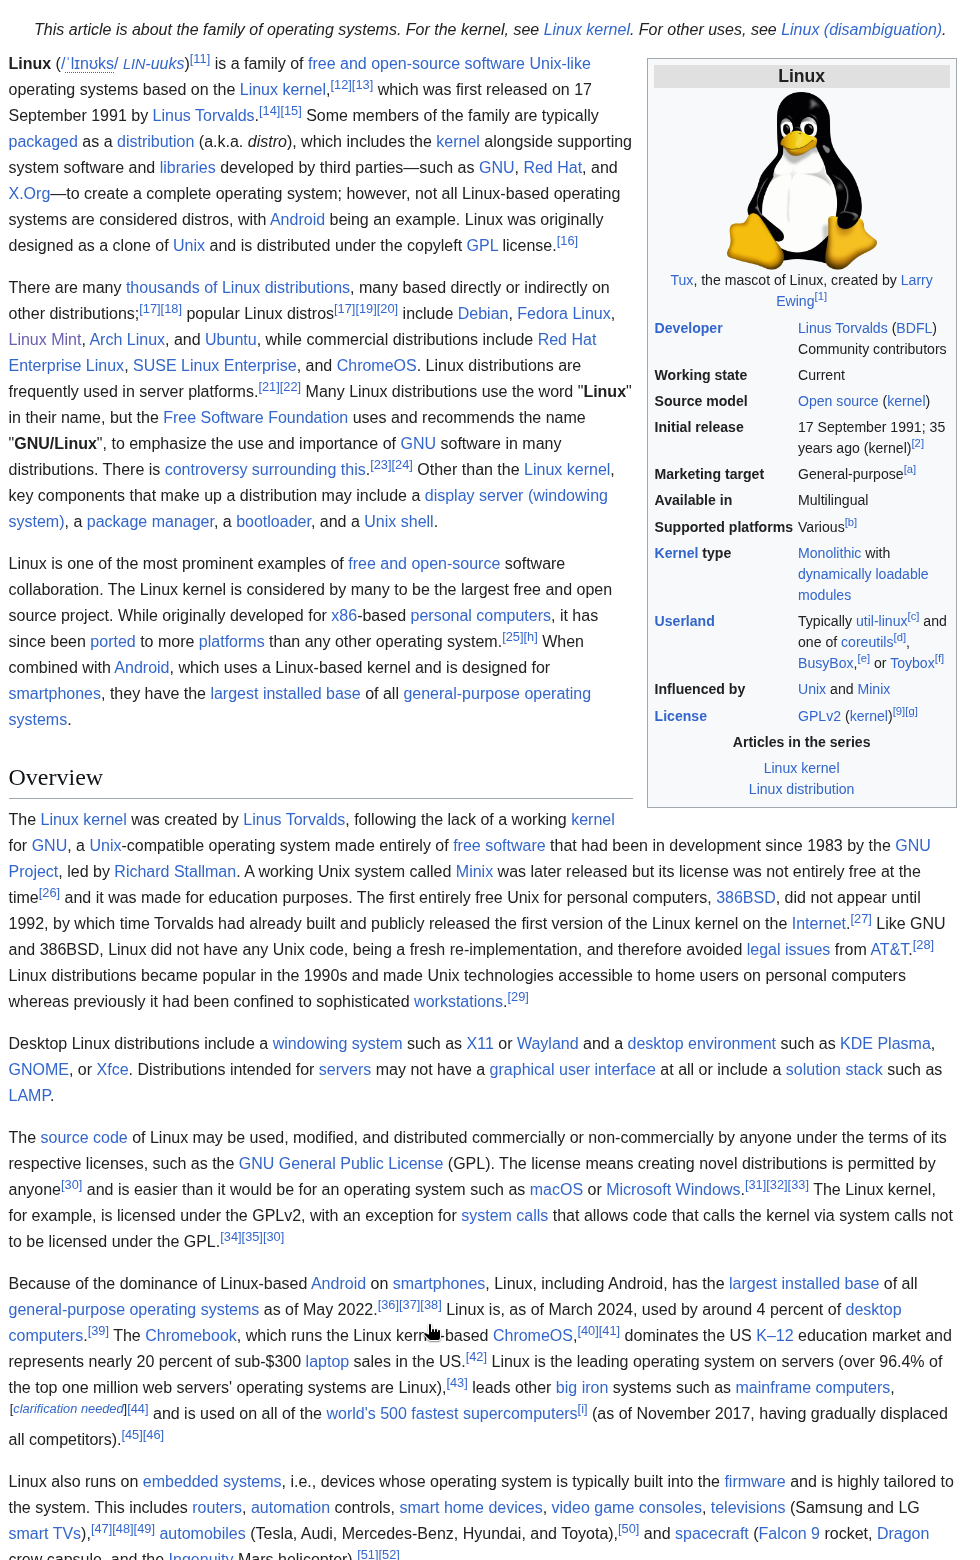 This article is about the family of operating systems. For the kernel, see Linux kernel. For other uses, see Linux (disambiguation).
Linux (/ˈlɪnʊks/ LIN-uuks)[11] is a family of free and open-source software Unix-like
operating systems based on the Linux kernel,[12][13] which was first released on 17
September 1991 by Linus Torvalds.[14][15] Some members of the family are typically
packaged as a distribution (a.k.a. distro), which includes the kernel alongside supporting
system software and libraries developed by third parties—such as GNU, Red Hat, and
X.Org—to create a complete operating system; however, not all Linux-based operating
systems are considered distros, with Android being an example. Linux was originally
designed as a clone of Unix and is distributed under the copyleft GPL license.[16]
There are many thousands of Linux distributions, many based directly or indirectly on
other distributions;[17][18] popular Linux distros[17][19][20] include Debian, Fedora Linux,
Linux Mint, Arch Linux, and Ubuntu, while commercial distributions include Red Hat
Enterprise Linux, SUSE Linux Enterprise, and ChromeOS. Linux distributions are
frequently used in server platforms.[21][22] Many Linux distributions use the word "Linux"
in their name, but the Free Software Foundation uses and recommends the name
"GNU/Linux", to emphasize the use and importance of GNU software in many
distributions. There is controversy surrounding this.[23][24] Other than the Linux kernel,
key components that make up a distribution may include a display server (windowing
system), a package manager, a bootloader, and a Unix shell.
Linux is one of the most prominent examples of free and open-source software
collaboration. The Linux kernel is considered by many to be the largest free and open
source project. While originally developed for x86-based personal computers, it has
since been ported to more platforms than any other operating system.[25][h] When
combined with Android, which uses a Linux-based kernel and is designed for
smartphones, they have the largest installed base of all general-purpose operating
systems.
Linux
Tux, the mascot of Linux, created by Larry
Ewing[1]
Developer Linus Torvalds (BDFL)
Community contributors
Working state Current
Source model Open source (kernel)
Initial release 17 September 1991; 35
years ago (kernel)[2]
Marketing target General-purpose[a]
Available in Multilingual
Supported platforms Various[b]
Kernel type Monolithic with
dynamically loadable
modules
Userland Typically util-linux[c] and
one of coreutils[d],
BusyBox,[e] or Toybox[f]
Influenced by Unix and Minix
License GPLv2 (kernel)[9][g]
Articles in the series
Linux kernel
Linux distribution
Overview
The Linux kernel was created by Linus Torvalds, following the lack of a working kernel
for GNU, a Unix-compatible operating system made entirely of free software that had been in development since 1983 by the GNU
Project, led by Richard Stallman. A working Unix system called Minix was later released but its license was not entirely free at the
time[26] and it was made for education purposes. The first entirely free Unix for personal computers, 386BSD, did not appear until
1992, by which time Torvalds had already built and publicly released the first version of the Linux kernel on the Internet.[27] Like GNU
and 386BSD, Linux did not have any Unix code, being a fresh re-implementation, and therefore avoided legal issues from AT&T.[28]
Linux distributions became popular in the 1990s and made Unix technologies accessible to home users on personal computers
whereas previously it had been confined to sophisticated workstations.[29]
Desktop Linux distributions include a windowing system such as X11 or Wayland and a desktop environment such as KDE Plasma,
GNOME, or Xfce. Distributions intended for servers may not have a graphical user interface at all or include a solution stack such as
LAMP.
The source code of Linux may be used, modified, and distributed commercially or non-commercially by anyone under the terms of its
respective licenses, such as the GNU General Public License (GPL). The license means creating novel distributions is permitted by
anyone[30] and is easier than it would be for an operating system such as macOS or Microsoft Windows.[31][32][33] The Linux kernel,
for example, is licensed under the GPLv2, with an exception for system calls that allows code that calls the kernel via system calls not
to be licensed under the GPL.[34][35][30]
Because of the dominance of Linux-based Android on smartphones, Linux, including Android, has the largest installed base of all
general-purpose operating systems as of May 2022.[36][37][38] Linux is, as of March 2024, used by around 4 percent of desktop
computers.[39] The Chromebook, which runs the Linux kernel-based ChromeOS,[40][41] dominates the US K–12 education market and
represents nearly 20 percent of sub-$300 laptop sales in the US.[42] Linux is the leading operating system on servers (over 96.4% of
the top one million web servers' operating systems are Linux),[43] leads other big iron systems such as mainframe computers,
[clarification needed][44] and is used on all of the world's 500 fastest supercomputers[i] (as of November 2017, having gradually displaced
all competitors).[45][46]
Linux also runs on embedded systems, i.e., devices whose operating system is typically built into the firmware and is highly tailored to
the system. This includes routers, automation controls, smart home devices, video game consoles, televisions (Samsung and LG
smart TVs),[47][48][49] automobiles (Tesla, Audi, Mercedes-Benz, Hyundai, and Toyota),[50] and spacecraft (Falcon 9 rocket, Dragon
crew capsule, and the Ingenuity Mars helicopter).[51][52]